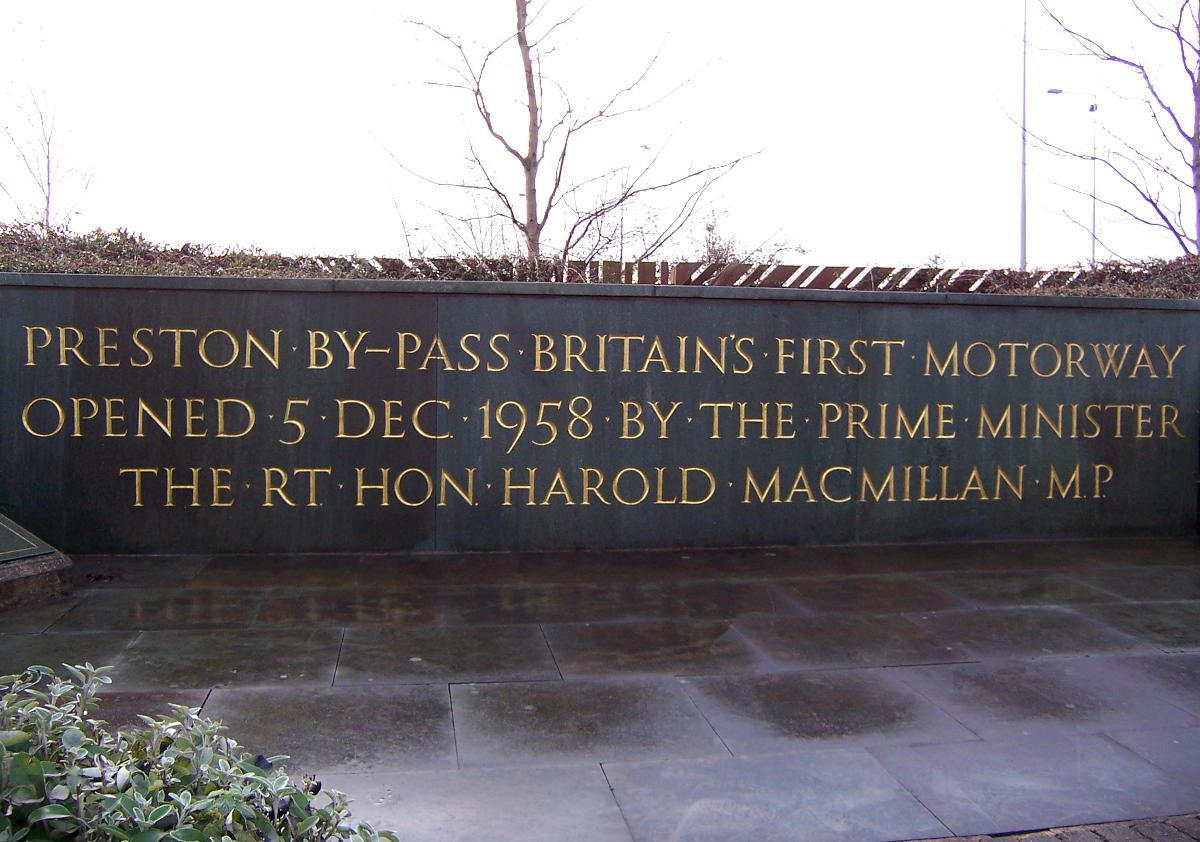 PRESTON · BY–PASS · BRITAIN'S · FIRST · MOTORWAY
OPENED · 5 · DEC. · 1958 · BY · THE · PRIME · MINISTER
THE · RT. · HON. · HAROLD · MACMILLAN · M.P.